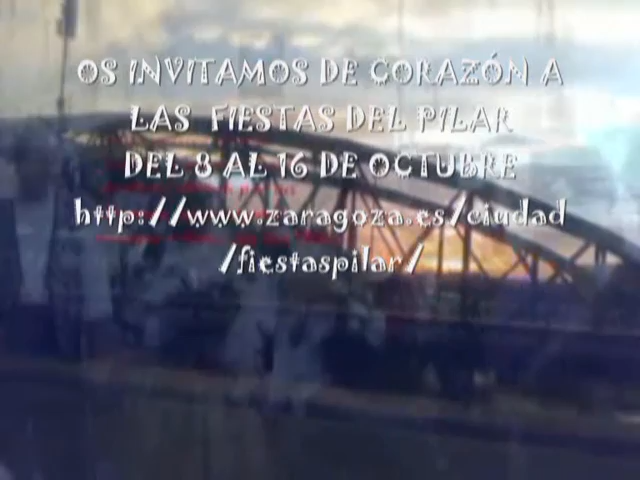 OS INVITAMOS DE CORAZÓN A
LAS FIESTAS DEL PILAR
DEL 8 AL 16 DE OCTUBRE
http://www.zaragoza.es/ciudad
/fiestaspilar/